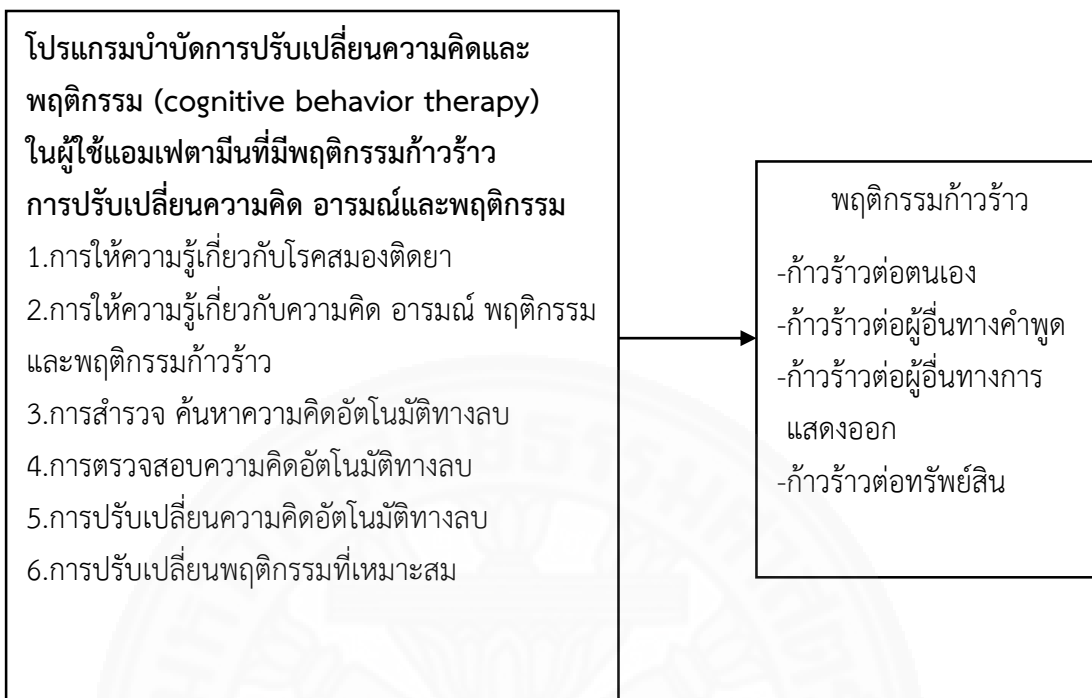 โปรแกรมบำบัดการปรับเปลี่ยนความคิดและ
พฤติกรรม (cognitive behavior therapy)
ในผู้ใช้แอมเฟตามีนที่มีพฤติกรรมก้าวร้าว
การปรับเปลี่ยนความคิด อารมณ์และพฤติกรรม
1.การให้ความรู้เกี่ยวกับโรคสมองติดยา
2.การให้ความรู้เกี่ยวกับความคิด อารมณ์ พฤติกรรม
และพฤติกรรมก้าวร้าว
3.การสำรวจ ค้นหาความคิดอัตโนมัติทางลบ
4.การตรวจสอบความคิดอัตโนมัติทางลบ
5.การปรับเปลี่ยนความคิดอัตโนมัติทางลบ
6.การปรับเปลี่ยนพฤติกรรมที่เหมาะสม
พฤติกรรมก้าวร้าว
-ก้าวร้าวต่อตนเอง
-ก้าวร้าวต่อผู้อื่นทางคำพูด
-ก้าวร้าวต่อผู้อื่นทางการ
แสดงออก
-ก้าวร้าวต่อทรัพย์สิน